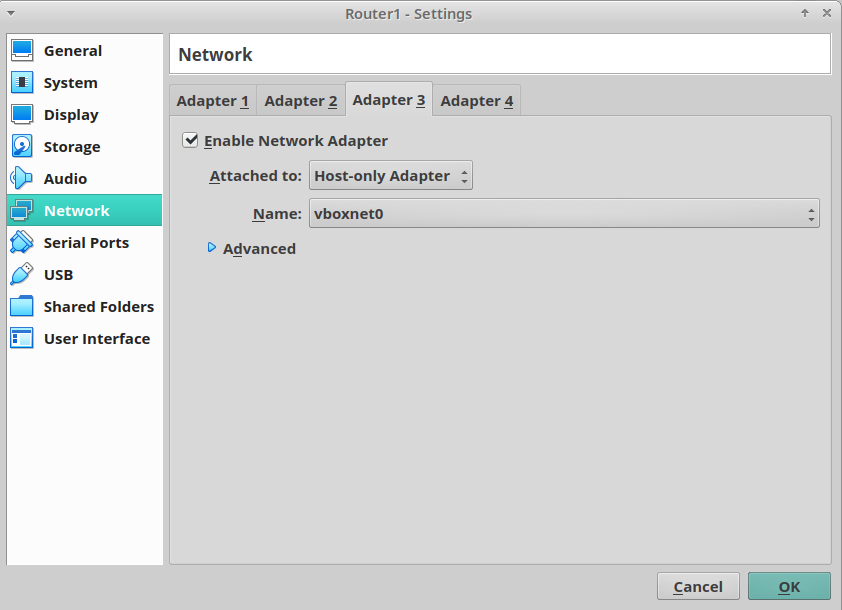 Router1 - Settings
General
System
Display
Storage
Audio
Network
Serial Ports
USB
Shared Folders
User Interface
Network
Adapter 1
Adapter 2
Adapter 3
Adapter 4
Enable Network Adapter
Attached to: Host-only Adapter
Name: vboxnet0
Advanced
Cancel
OK